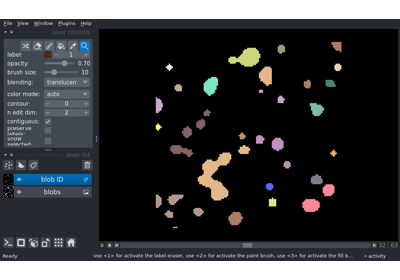 File View Window Plugins Help
layer controls
label: 1
opacity: 0.70
brush size: 10
blending: translucen
color mode: auto
contour: 0
n edit dim: 2
contiguous:
preserve labels:
show selected:
layer list
blob ID
blobs
32 63
Ready
use <1> for activate the label eraser, use <2> for activate the paint brush, use <3> for activate the fill b...
activity